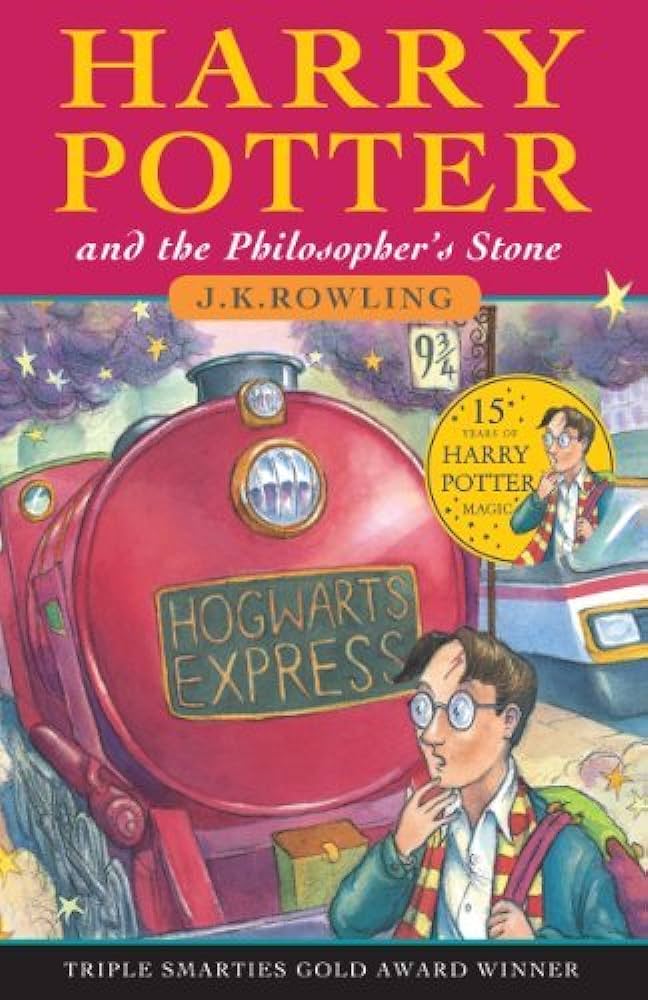 HARRY
POTTER
and the Philosopher's Stone
J.K.ROWLING
9¾
15
YEARS OF
HARRY
POTTER
MAGIC
HOGWARTS
EXPRESS
TRIPLE SMARTIES GOLD AWARD WINNER